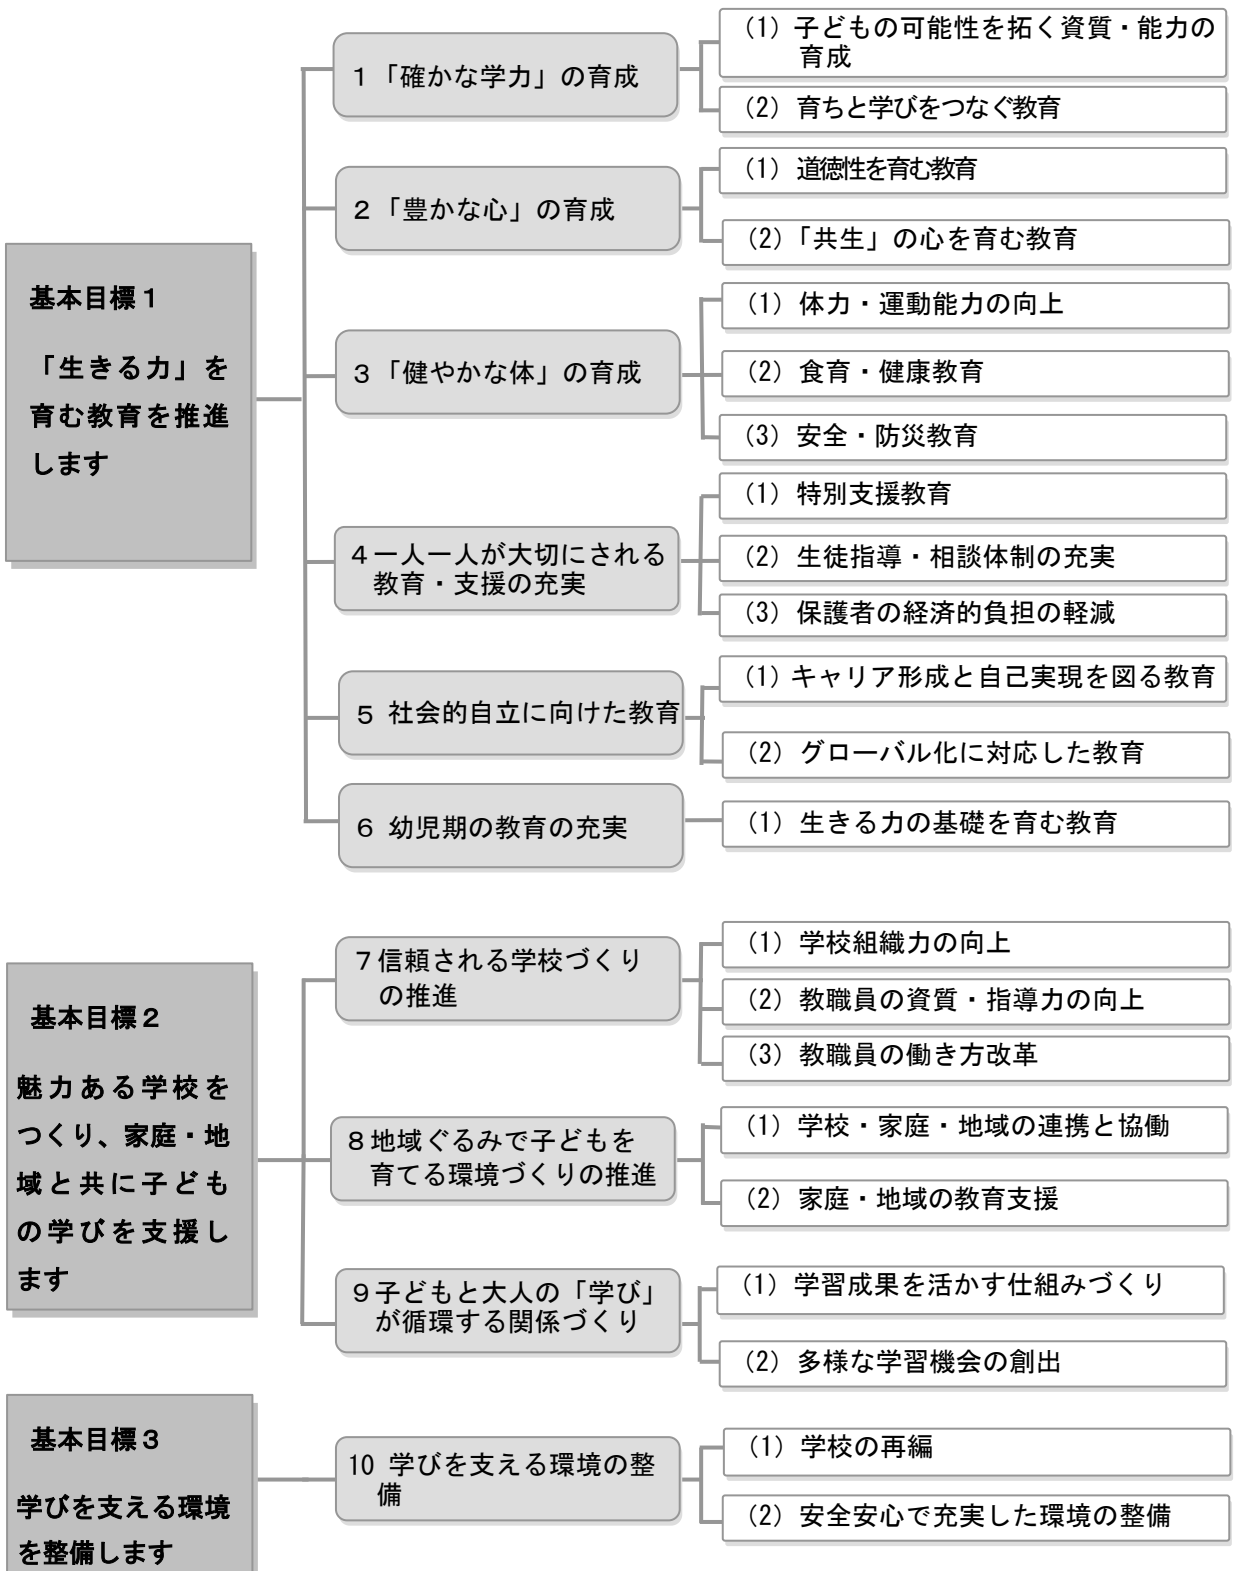 基本目標１
「生きる力」を
育む教育を推進
します
１「確かな学力」の育成
(1) 子どもの可能性を拓く資質・能力の
育成
(2) 育ちと学びをつなぐ教育
２「豊かな心」の育成
(1) 道徳性を育む教育
(2)「共生」の心を育む教育
３「健やかな体」の育成
(1) 体力・運動能力の向上
(2) 食育・健康教育
(3) 安全・防災教育
４一人一人が大切にされる
教育・支援の充実
(1) 特別支援教育
(2) 生徒指導・相談体制の充実
(3) 保護者の経済的負担の軽減
５ 社会的自立に向けた教育
(1) キャリア形成と自己実現を図る教育
(2) グローバル化に対応した教育
６ 幼児期の教育の充実
(1) 生きる力の基礎を育む教育
基本目標２
魅力ある学校を
つくり、家庭・地
域と共に子ども
の学びを支援し
ます
７信頼される学校づくり
の推進
(1) 学校組織力の向上
(2) 教職員の資質・指導力の向上
(3) 教職員の働き方改革
８地域ぐるみで子どもを
育てる環境づくりの推進
(1) 学校・家庭・地域の連携と協働
(2) 家庭・地域の教育支援
９子どもと大人の「学び」
が循環する関係づくり
(1) 学習成果を活かす仕組みづくり
(2) 多様な学習機会の創出
基本目標３
学びを支える環境
を整備します
10 学びを支える環境の整
備
(1) 学校の再編
(2) 安全安心で充実した環境の整備